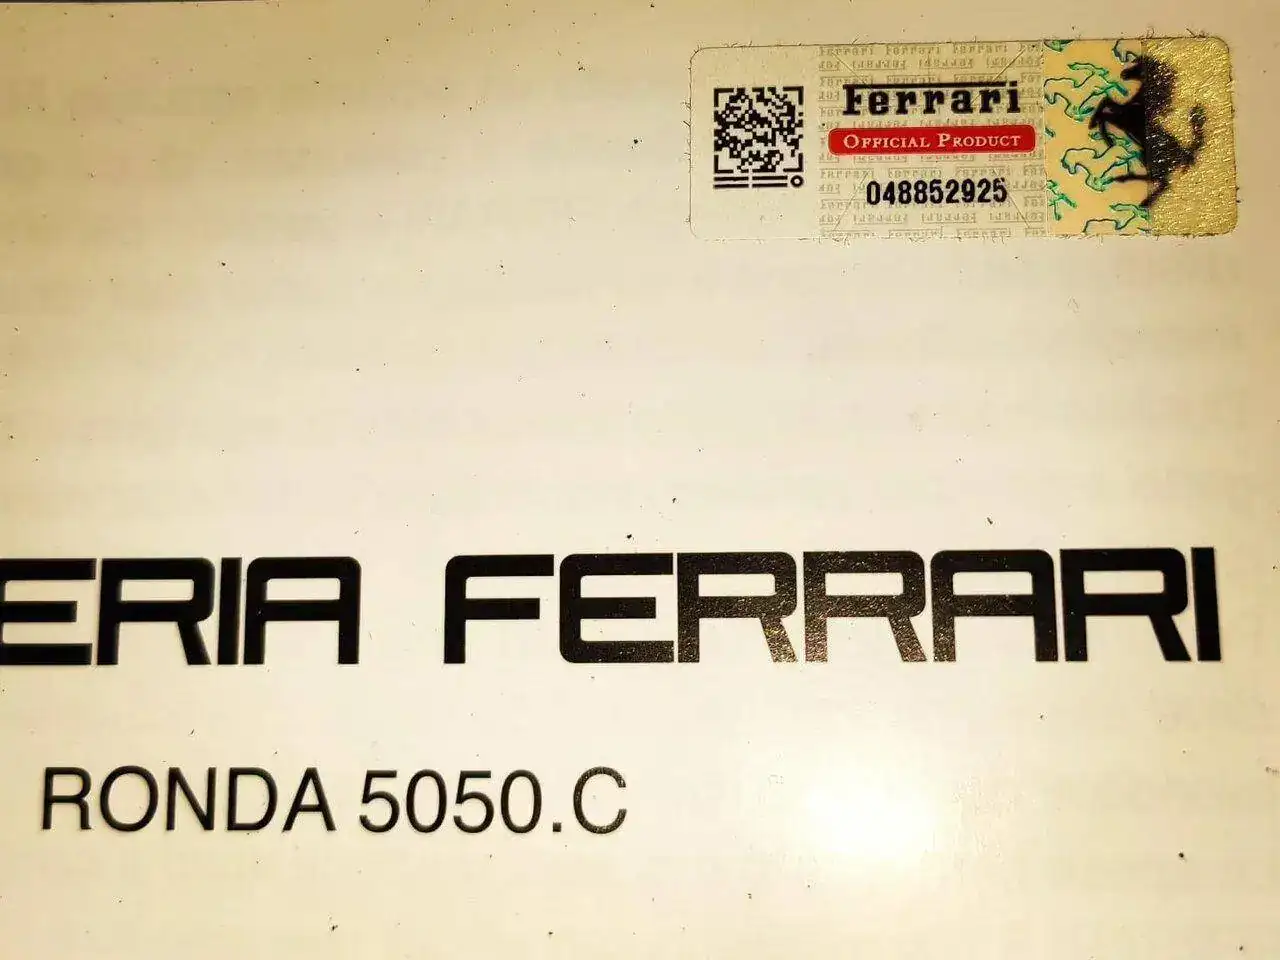 Ferrari
OFFICIAL PRODUCT
048852925
ERIA FERRARI
RONDA 5050.C